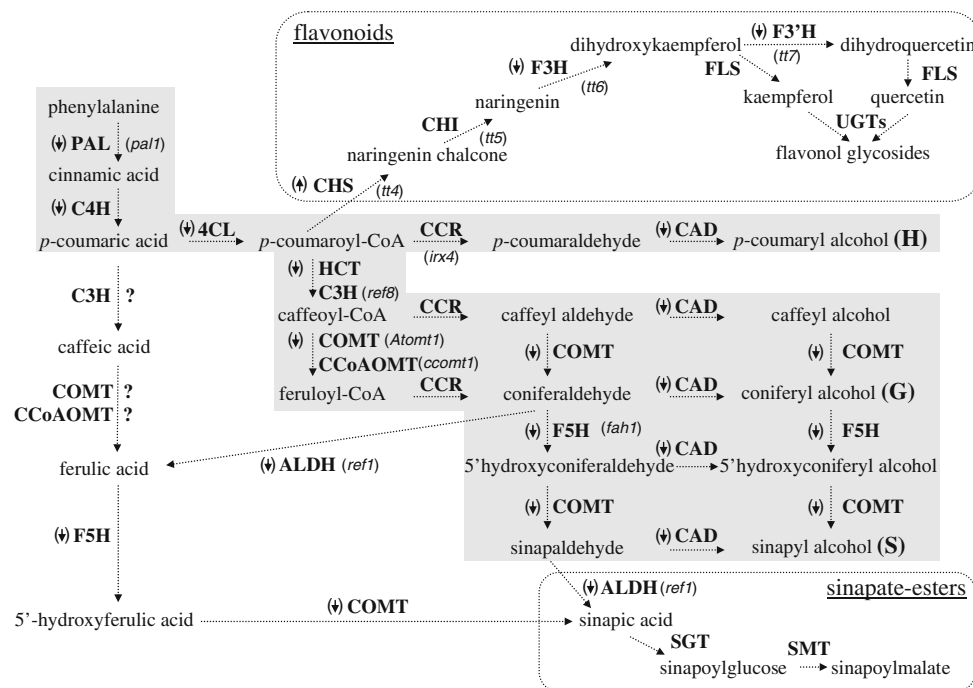 flavonoids
dihydroxykaempferol (↓) F3'H dihydroquercetin
(tt7)
(↓) F3H FLS FLS
(tt6)
phenylalanine naringenin kaempferol quercetin
CHI UGTs
(↓) PAL (pal1) (tt5)
naringenin chalcone flavonol glycosides
cinnamic acid
(↑) CHS (tt4)
(↓) C4H
(↓) 4CL CCR (↓) CAD
p-coumaric acid p-coumaroyl-CoA p-coumaraldehyde p-coumaryl alcohol (H)
(irx4)
(↓) HCT
C3H ? C3H (ref8)
CCR (↓) CAD
caffeoyl-CoA caffeyl aldehyde caffeyl alcohol
(↓) COMT (Atomt1) (↓) COMT (↓) COMT
caffeic acid
CCoAOMT (ccomt1)
COMT ? feruloyl-CoA CCR coniferaldehyde (↓) CAD coniferyl alcohol (G)
CCoAOMT ?
(↓) F5H (fah1) (↓) F5H
(↓) CAD
ferulic acid (↓) ALDH (ref1) 5'hydroxyconiferaldehyde 5'hydroxyconiferyl alcohol
(↓) COMT (↓) COMT
(↓) F5H
sinapaldehyde (↓) CAD sinapyl alcohol (S)
(↓) ALDH (ref1) sinapate-esters
(↓) COMT
5'-hydroxyferulic acid sinapic acid
SGT SMT
sinapoylglucose sinapoylmalate